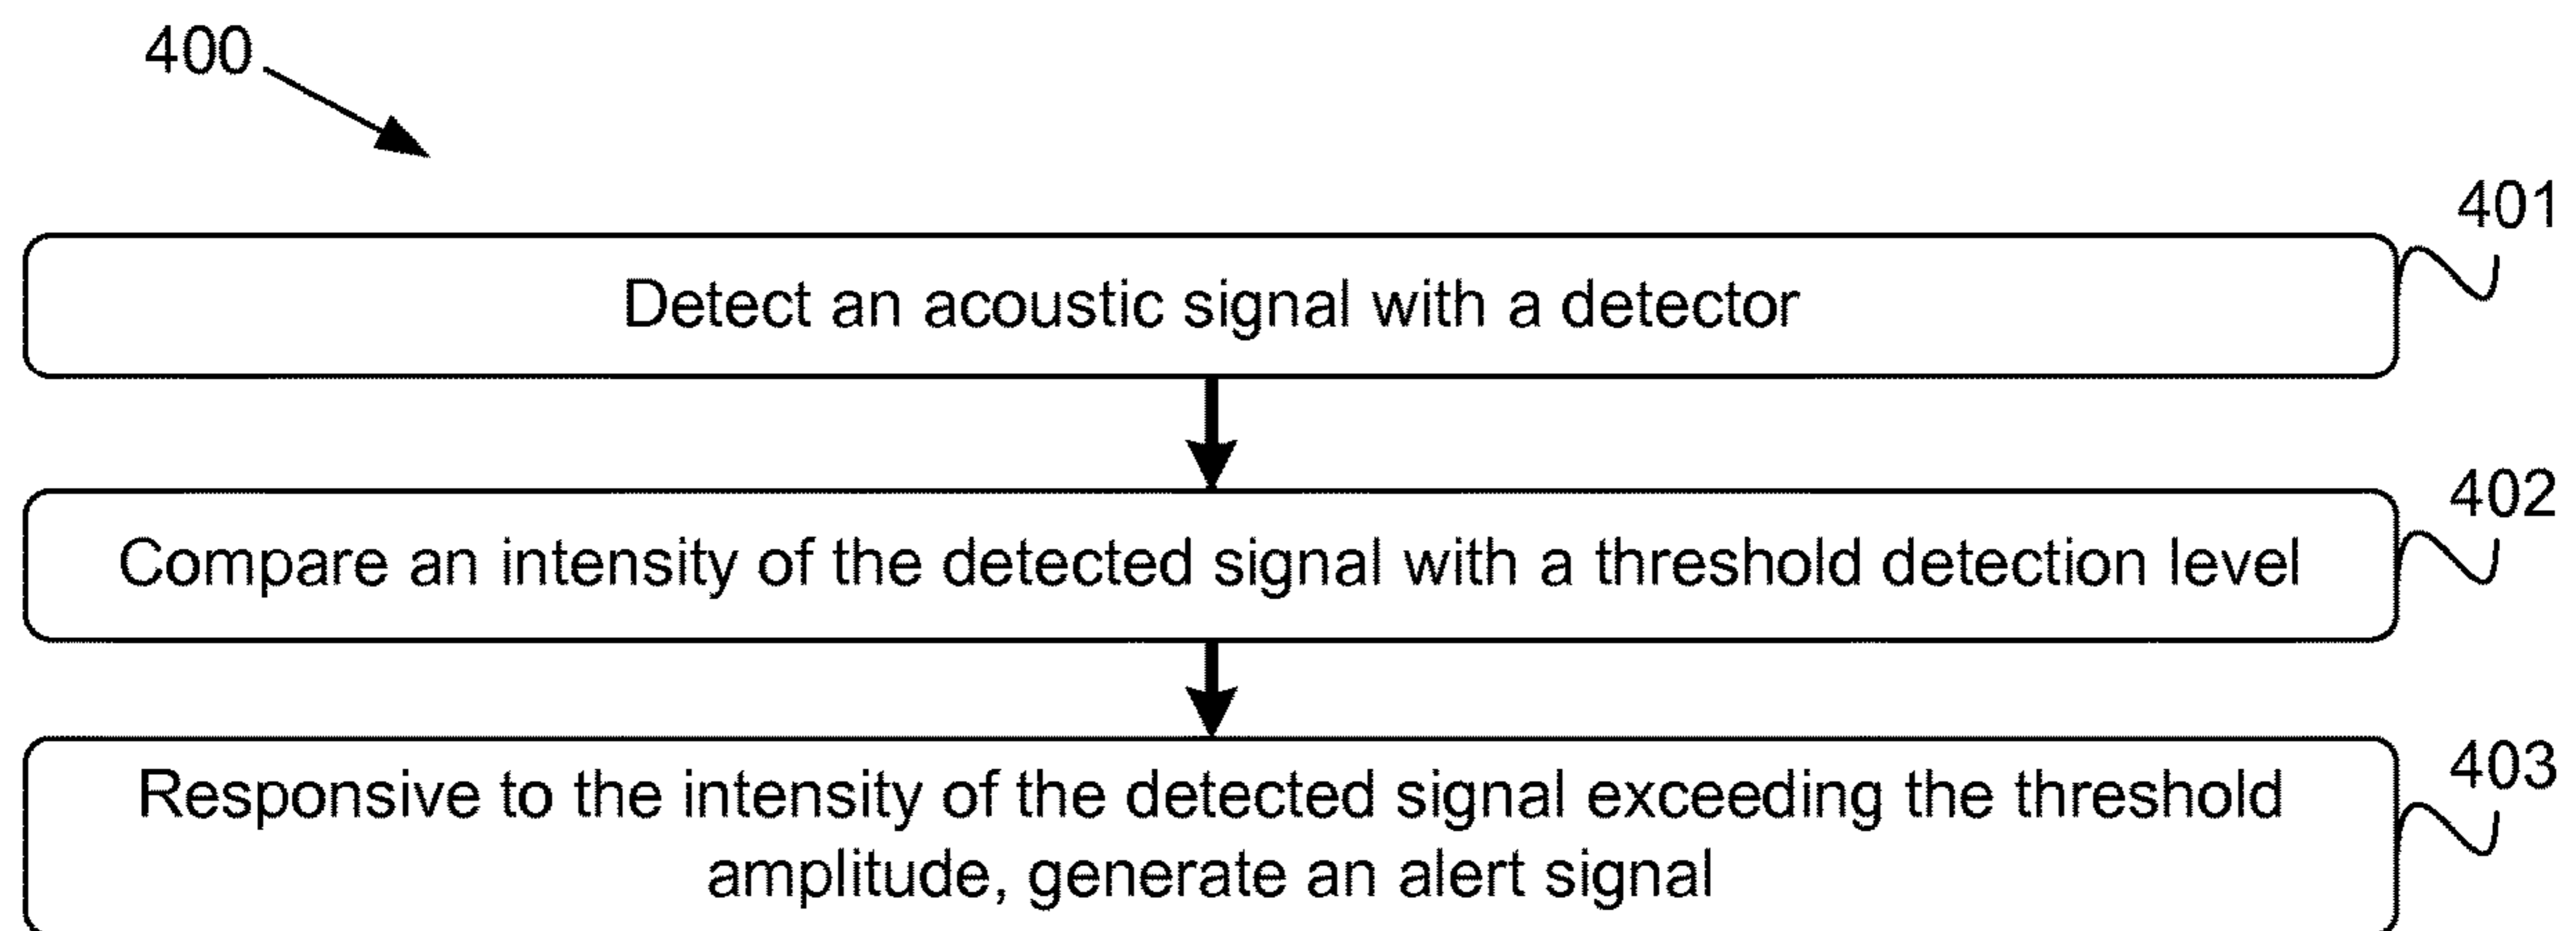 400
401
Detect an acoustic signal with a detector
402
Compare an intensity of the detected signal with a threshold detection level
403
Responsive to the intensity of the detected signal exceeding the threshold
amplitude, generate an alert signal